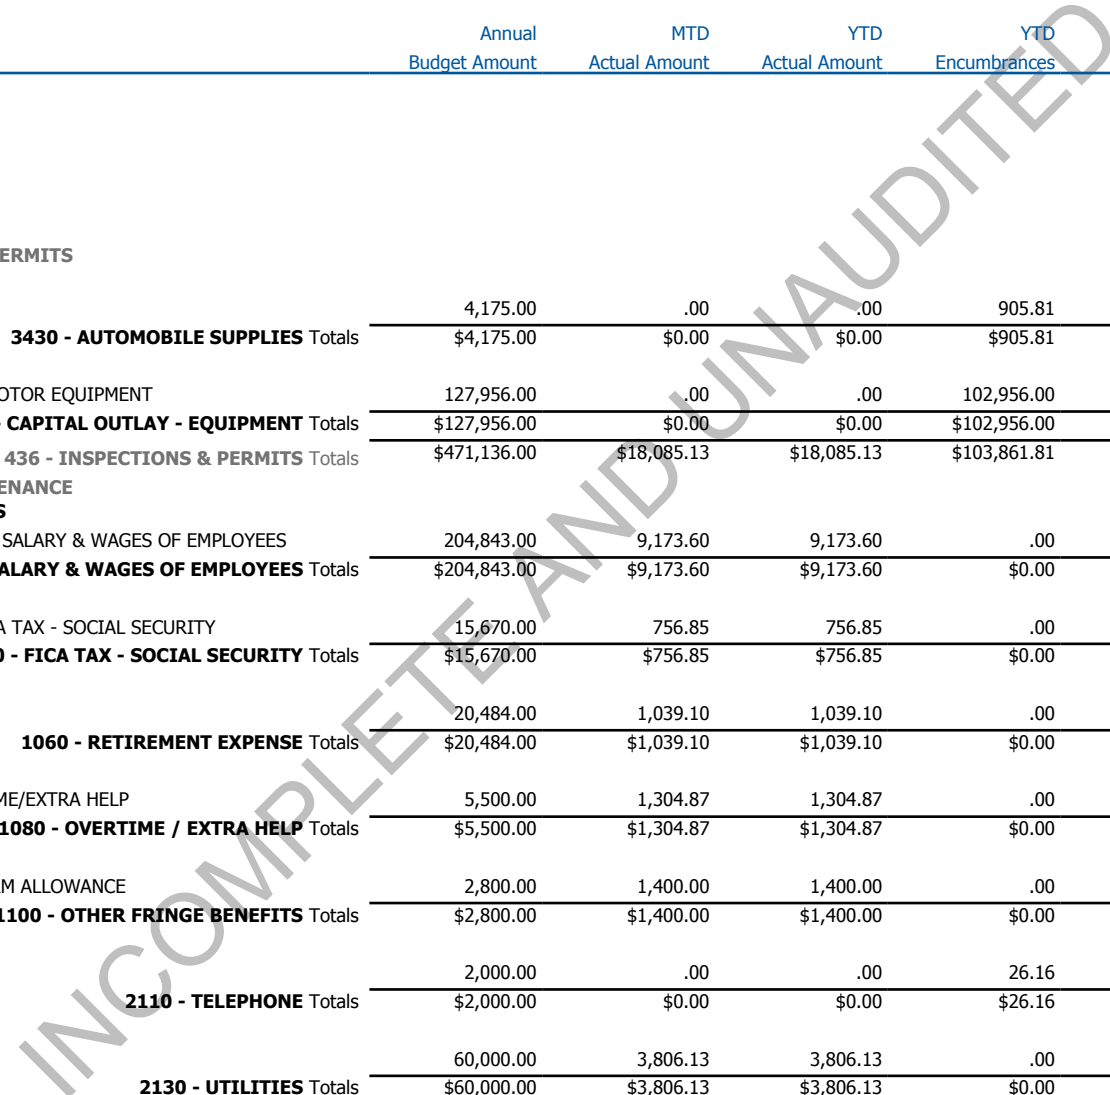 Annual MTD YTD YTD
Budget Amount Actual Amount Actual Amount Encumbrances
ERMITS
4,175.00 .00 .00 905.81
3430 - AUTOMOBILE SUPPLIES Totals $4,175.00 $0.00 $0.00 $905.81
OTOR EQUIPMENT 127,956.00 .00 .00 102,956.00
- CAPITAL OUTLAY - EQUIPMENT Totals $127,956.00 $0.00 $0.00 $102,956.00
436 - INSPECTIONS & PERMITS Totals $471,136.00 $18,085.13 $18,085.13 $103,861.81
ENANCE
S
SALARY & WAGES OF EMPLOYEES 204,843.00 9,173.60 9,173.60 .00
ALARY & WAGES OF EMPLOYEES Totals $204,843.00 $9,173.60 $9,173.60 $0.00
A TAX - SOCIAL SECURITY 15,670.00 756.85 756.85 .00
0 - FICA TAX - SOCIAL SECURITY Totals $15,670.00 $756.85 $756.85 $0.00
20,484.00 1,039.10 1,039.10 .00
1060 - RETIREMENT EXPENSE Totals $20,484.00 $1,039.10 $1,039.10 $0.00
ME/EXTRA HELP 5,500.00 1,304.87 1,304.87 .00
1080 - OVERTIME / EXTRA HELP Totals $5,500.00 $1,304.87 $1,304.87 $0.00
M ALLOWANCE 2,800.00 1,400.00 1,400.00 .00
1100 - OTHER FRINGE BENEFITS Totals $2,800.00 $1,400.00 $1,400.00 $0.00
2,000.00 .00 .00 26.16
2110 - TELEPHONE Totals $2,000.00 $0.00 $0.00 $26.16
60,000.00 3,806.13 3,806.13 .00
2130 - UTILITIES Totals $60,000.00 $3,806.13 $3,806.13 $0.00
INCOMPLETE AND UNAUDITED